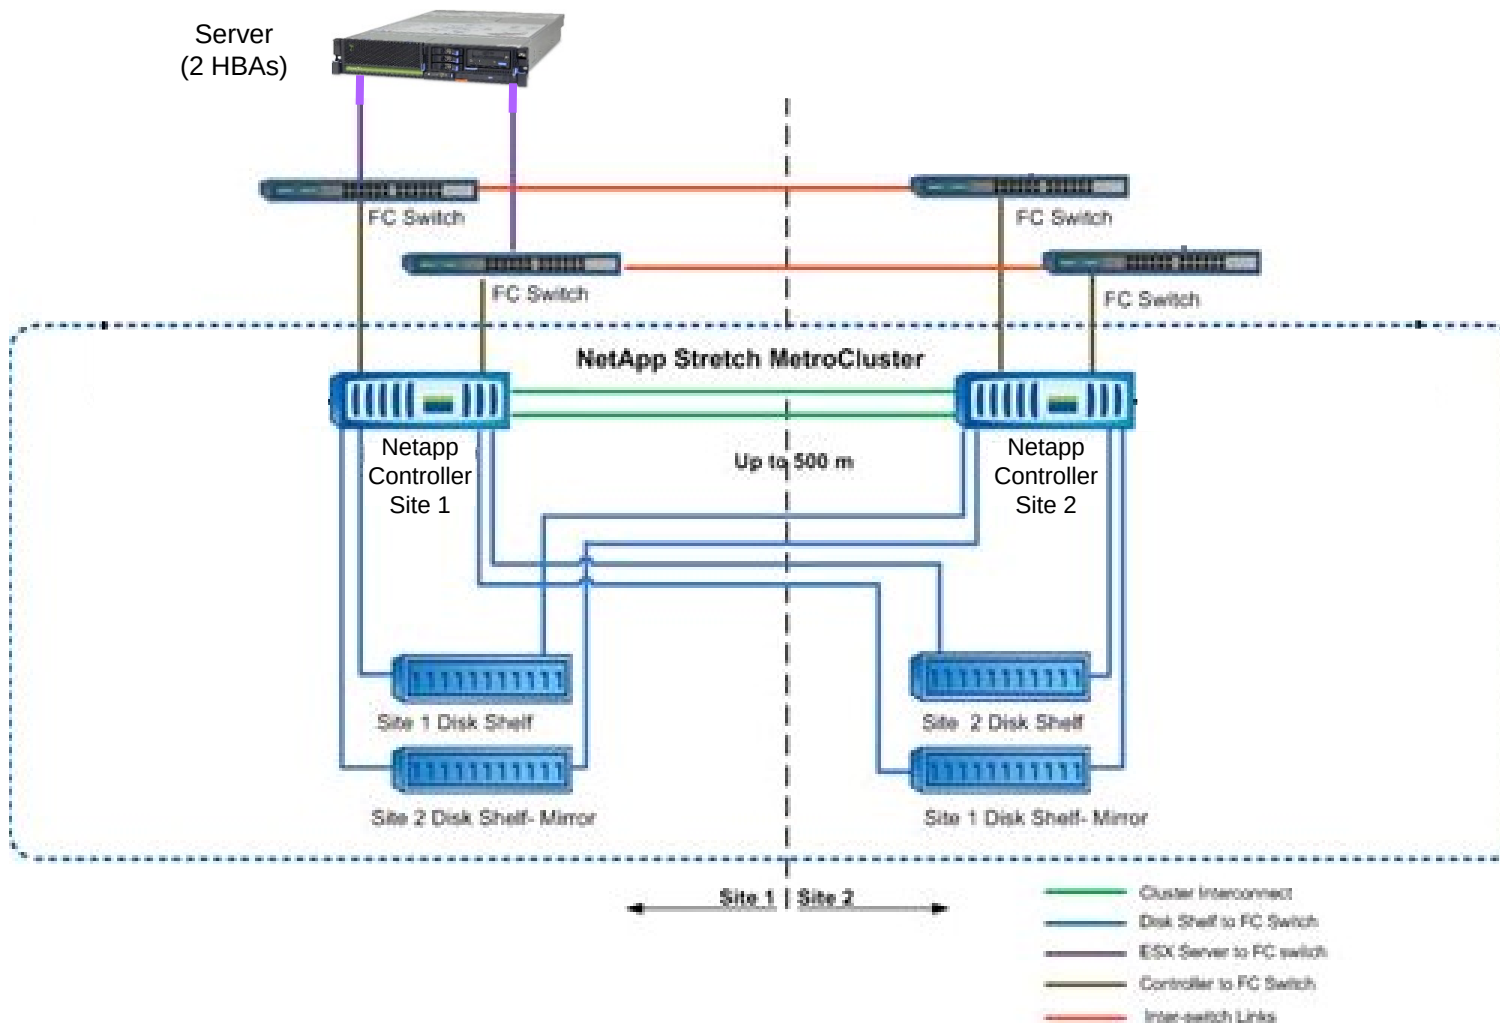 Server
(2 HBAs)
FC Switch
FC Switch
FC Switch
FC Switch
NetApp Stretch MetroCluster
Netapp
Controller
Site 1
Up to 500 m
Netapp
Controller
Site 2
Site 1 Disk Shelf
Site 2 Disk Shelf
Site 2 Disk Shelf- Mirror
Site 1 Disk Shelf- Mirror
Site 1
Site 2
Cluster Interconnect
Disk Shelf to FC Switch
ESX Server to FC switch
Controller to FC Switch
Inter-switch Links